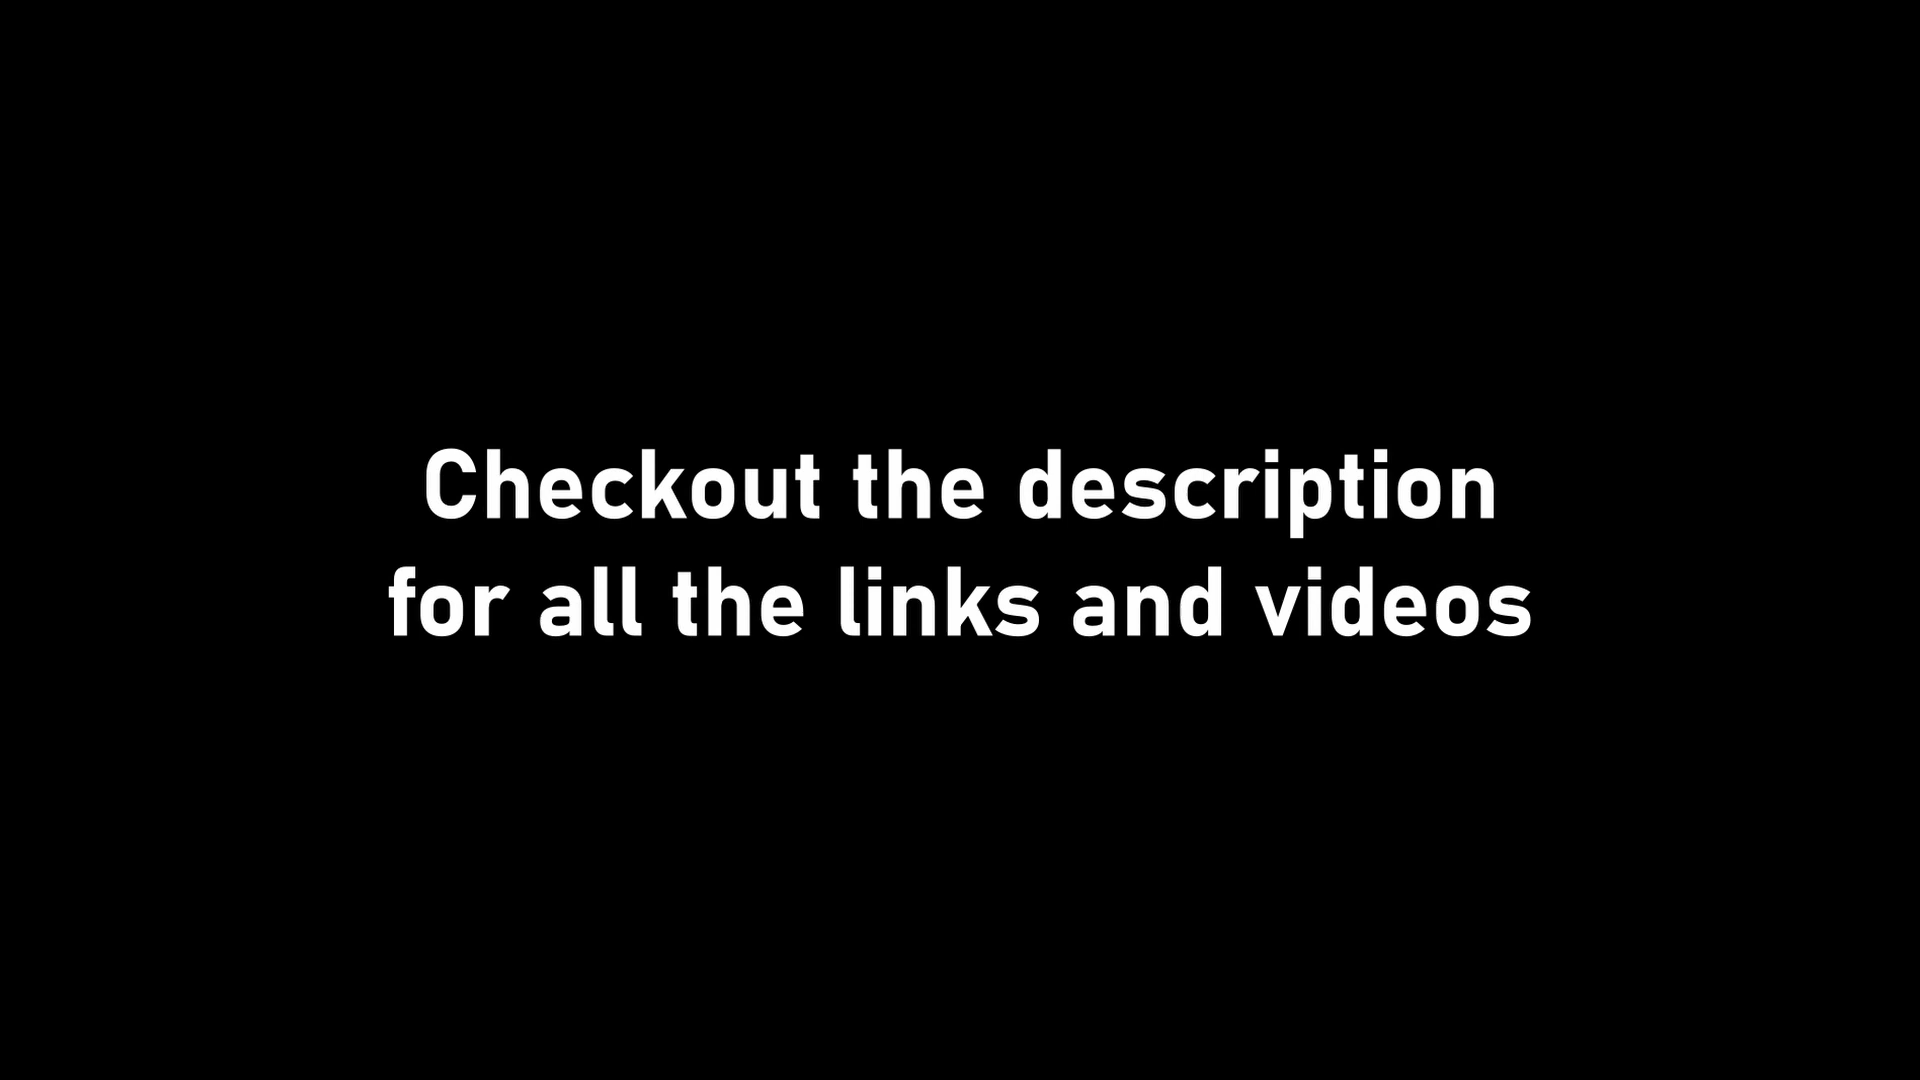 Checkout the description
for all the links and videos